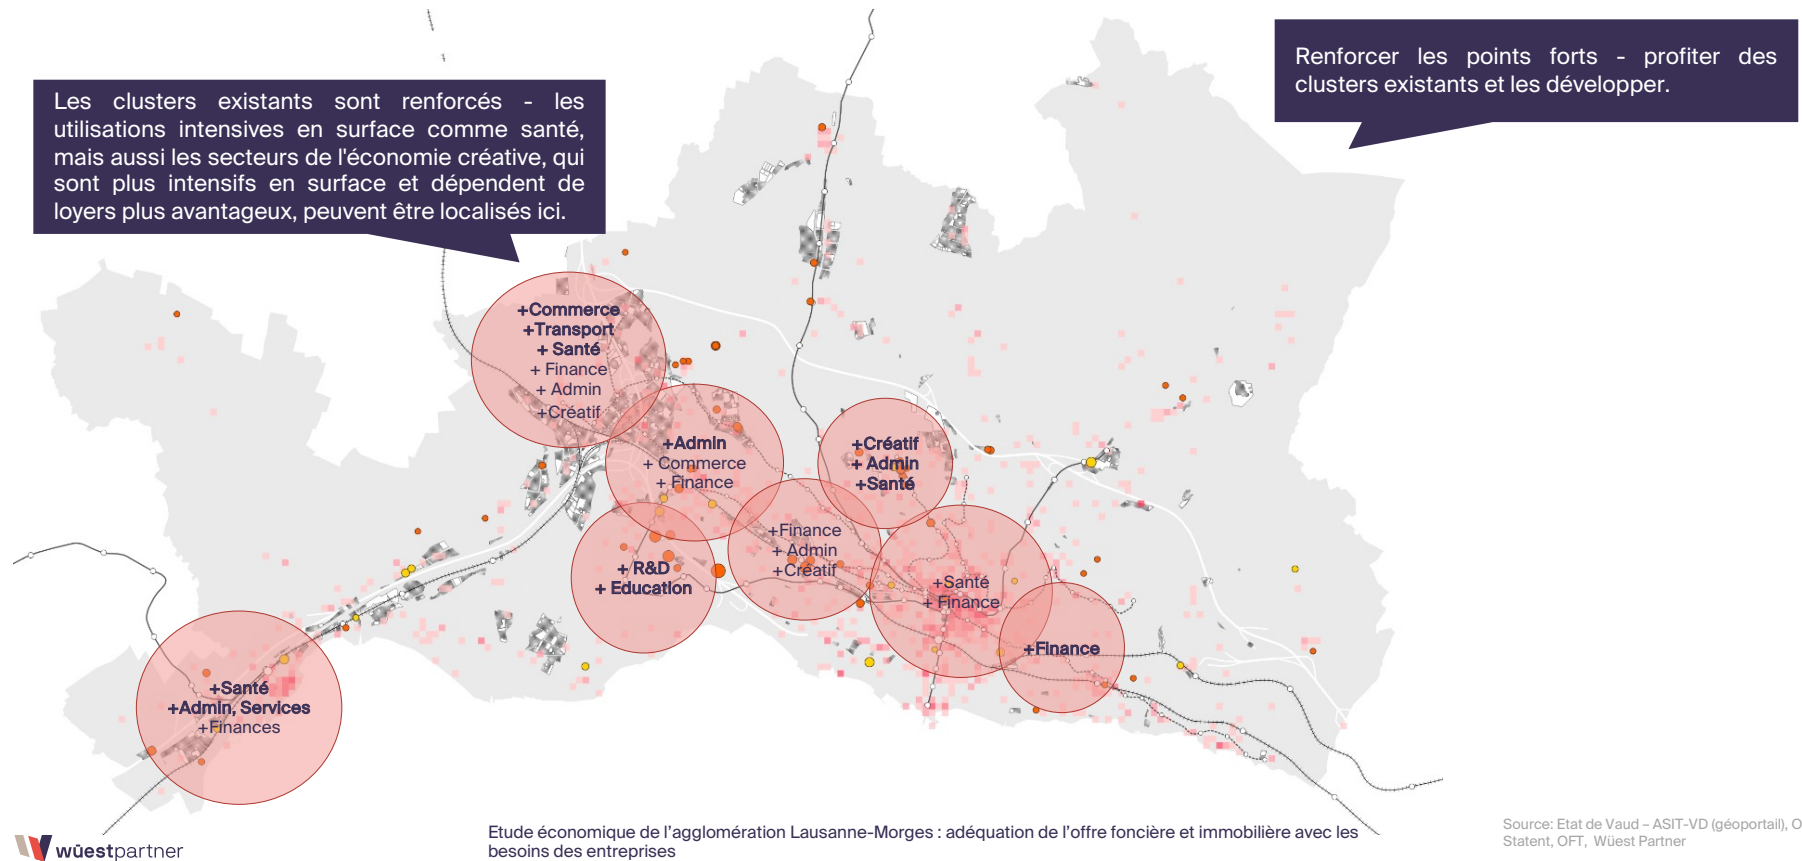 Les clusters existants sont renforcés - les
utilisations intensives en surface comme santé,
mais aussi les secteurs de l'économie créative, qui
sont plus intensifs en surface et dépendent de
loyers plus avantageux, peuvent être localisés ici.
Renforcer les points forts - profiter des
clusters existants et les développer.
+Commerce
+Transport
+ Santé
+ Finance
+ Admin
+Créatif
+Admin
+ Commerce
+ Finance
+Créatif
+ Admin
+Santé
+Finance
+ Admin
+Créatif
+ R&D
+ Education
+Santé
+ Finance
+Finance
+Santé
+Admin, Services
+Finances
wüestpartner
Etude économique de l'agglomération Lausanne-Morges : adéquation de l'offre foncière et immobilière avec les
besoins des entreprises
Source: Etat de Vaud – ASIT-VD (géoportail), O
Statent, OFT, Wüest Partner